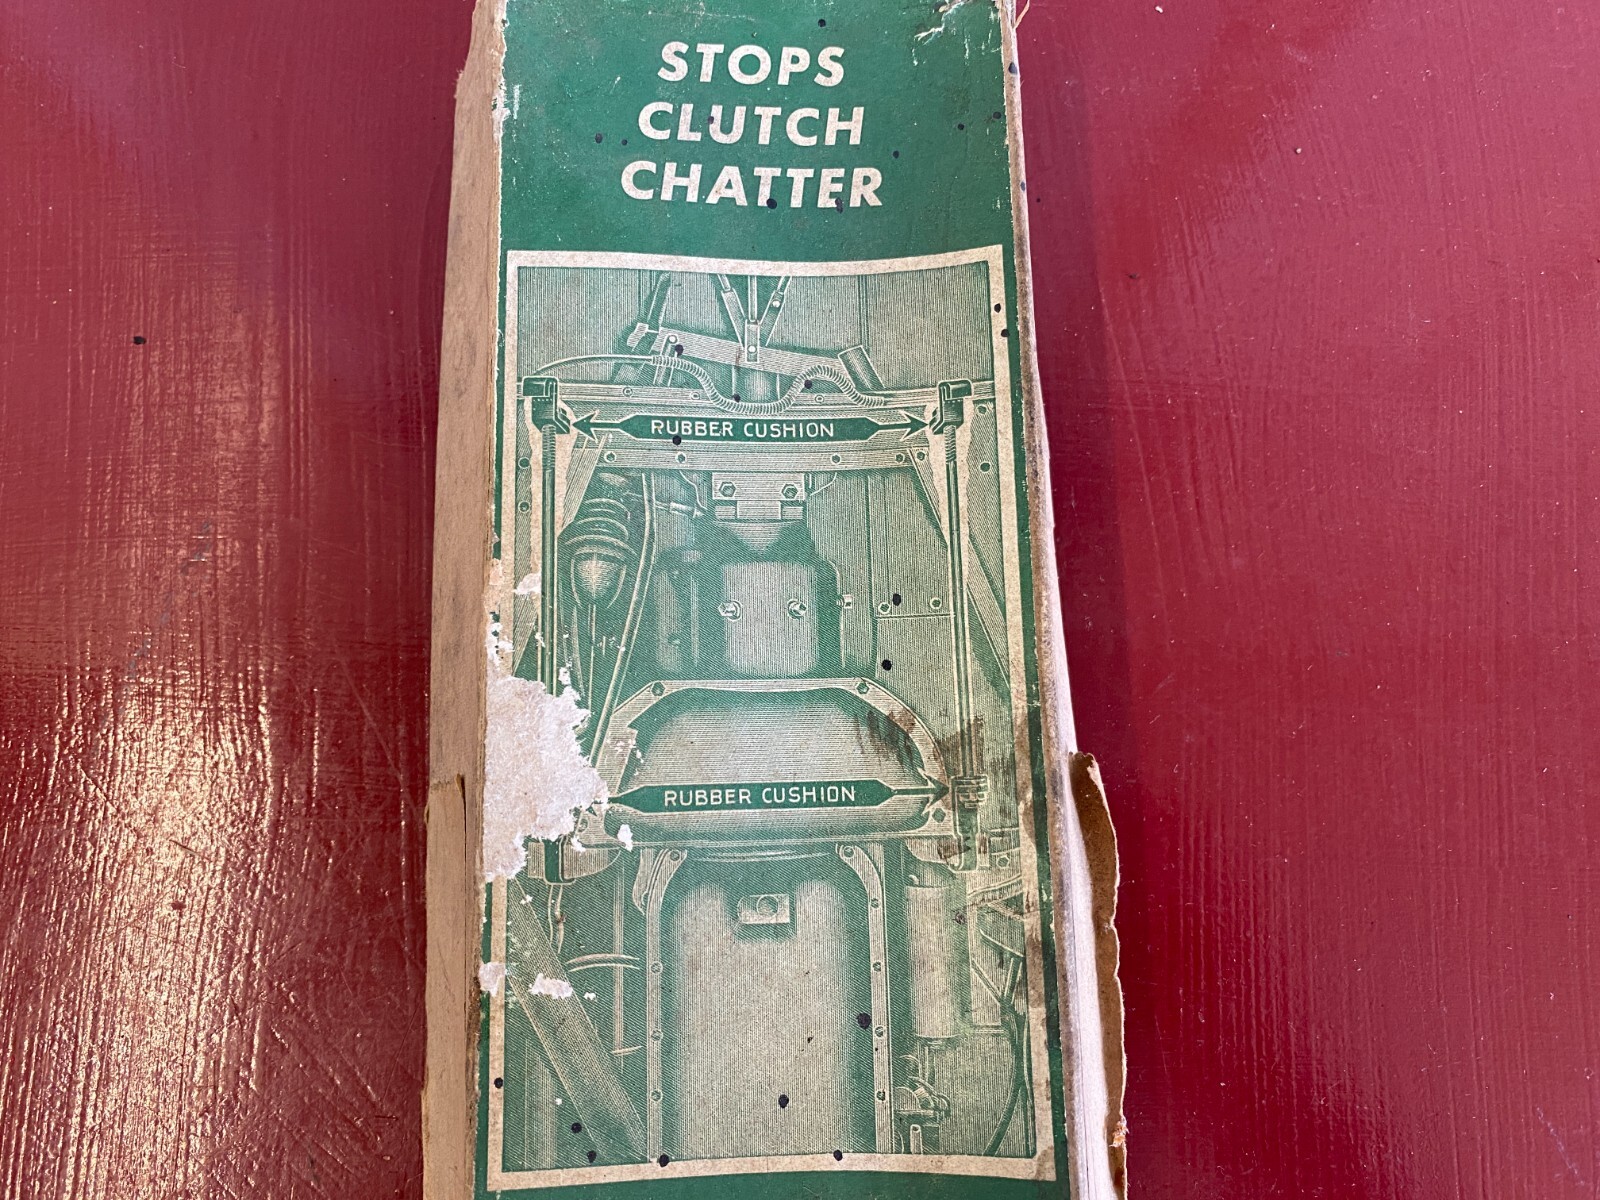 STOPS
CLUTCH
CHATTER
RUBBER CUSHION
RUBBER CUSHION